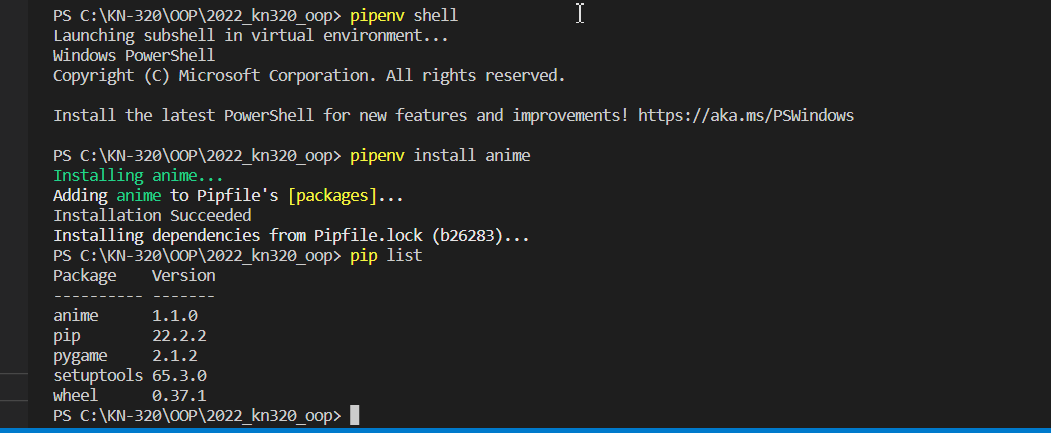 PS C:\KN-320\OOP\2022_kn320_oop> pipenv shell
Launching subshell in virtual environment...
Windows PowerShell
Copyright (C) Microsoft Corporation. All rights reserved.
Install the latest PowerShell for new features and improvements! https://aka.ms/PSWindows
PS C:\KN-320\OOP\2022_kn320_oop> pipenv install anime
Installing anime...
Adding anime to Pipfile's [packages]...
Installation Succeeded
Installing dependencies from Pipfile.lock (b26283)...
PS C:\KN-320\OOP\2022_kn320_oop> pip list
Package    Version
---------- -------
anime      1.1.0
pip        22.2.2
pygame     2.1.2
setuptools 65.3.0
wheel      0.37.1
PS C:\KN-320\OOP\2022_kn320_oop>